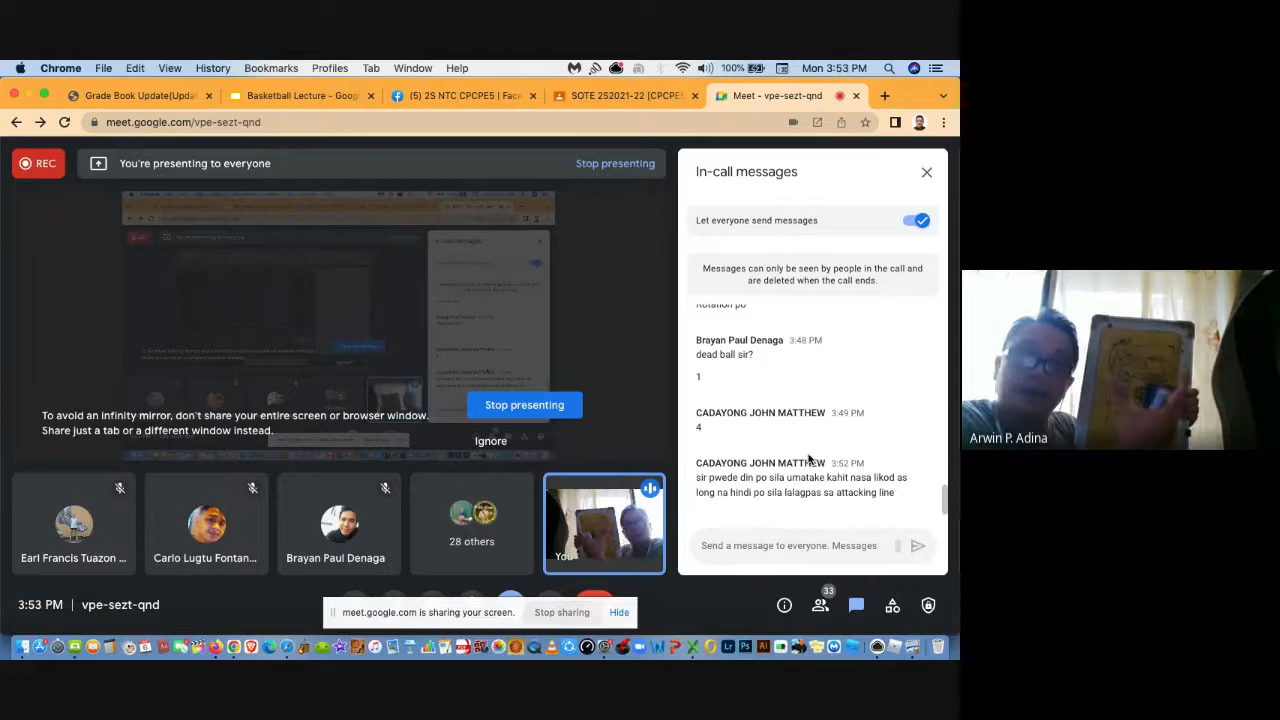 Chrome File Edit View History Bookmarks Profiles Tab Window Help 100% Mon 3:53 PM
Grade Book Update(Updat
Basketball Lecture - Goog
(5) 2S NTC CPCPE5 | Face
SOTE 2S2021-22 [CPCPE5
Meet - vpe-sezt-qnd
meet.google.com/vpe-sezt-qnd
REC
You're presenting to everyone
Stop presenting
To avoid an infinity mirror, don't share your entire screen or browser window.
Share just a tab or a different window instead.
Stop presenting
Ignore
Earl Francis Tuazon ...
Carlo Lugtu Fontan...
Brayan Paul Denaga
28 others
You
In-call messages
Let everyone send messages
Messages can only be seen by people in the call and
are deleted when the call ends.
Rotation po
Brayan Paul Denaga 3:48 PM
dead ball sir?
1
CADAYONG JOHN MATTHEW 3:49 PM
4
CADAYONG JOHN MATTHEW 3:52 PM
sir pwede din po sila umatake kahit nasa likod as
long na hindi po sila lalagpas sa attacking line
Send a message to everyone. Messages
3:53 PM | vpe-sezt-qnd
meet.google.com is sharing your screen.
Stop sharing
Hide
33
Arwin P. Adina